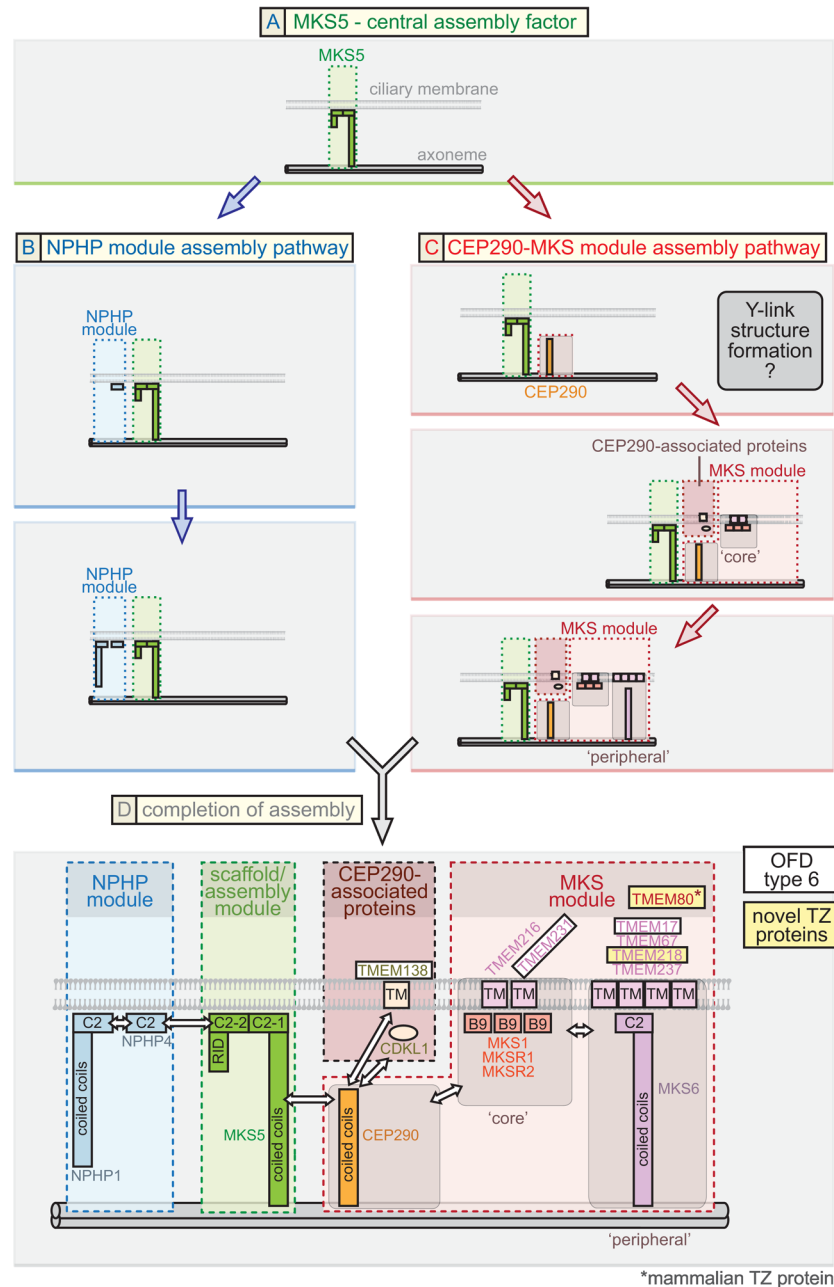 A MKS5 - central assembly factor
MKS5
ciliary membrane
axoneme
B NPHP module assembly pathway
NPHP
module
NPHP
module
C CEP290-MKS module assembly pathway
Y-link
structure
formation
?
CEP290
CEP290-associated proteins
MKS module
'core'
MKS module
'peripheral'
D completion of assembly
NPHP
module
scaffold/
assembly
module
CEP290-
associated
proteins
MKS
module
OFD
type 6
novel TZ
proteins
TMEM80*
TMEM216
TMEM231
TMEM17
TMEM67
TMEM218
TMEM237
TMEM138
TM
TM TM
TM TM TM TM
C2 C2 C2-2 C2-1
NPHP4
RID
CDKL1
B9 B9 B9
MKS1
MKSR1
MKSR2
C2
coiled coils
NPHP1
MKS5
coiled coils
coiled coils
CEP290
'core'
coiled coils
MKS6
'peripheral'
*mammalian TZ protein